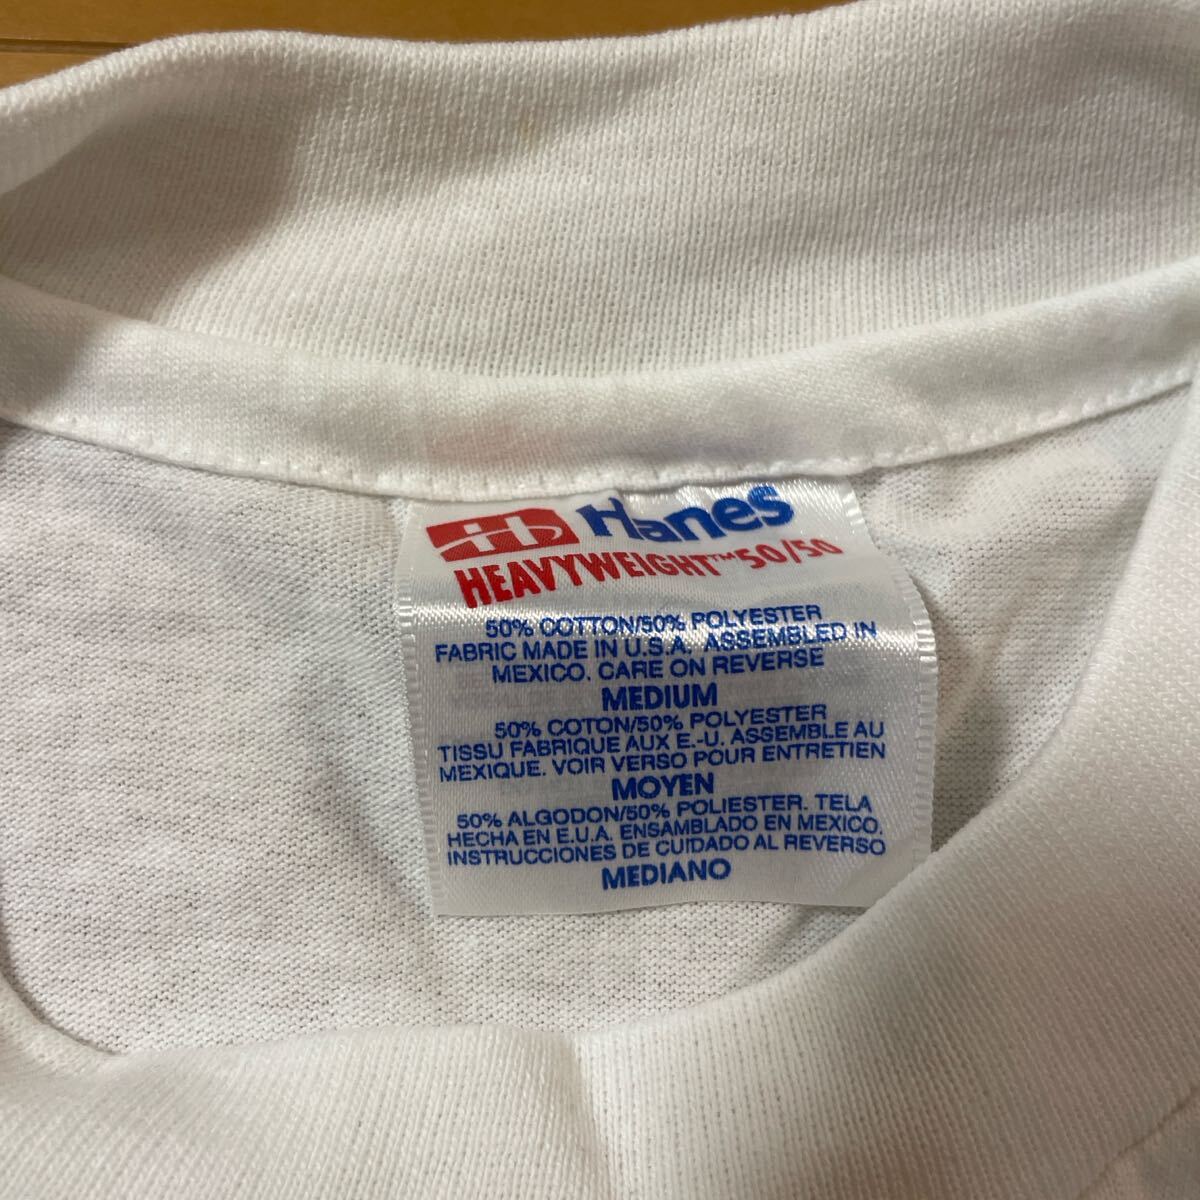 H Hanes
HEAVYWEIGHT™ 50/50
50% COTTON/50% POLYESTER
FABRIC MADE IN U.S.A. ASSEMBLED IN
MEXICO. CARE ON REVERSE
MEDIUM
50% COTON/50% POLYESTER
TISSU FABRIQUE AUX E.-U. ASSEMBLE AU
MEXIQUE. VOIR VERSO POUR ENTRETIEN
MOYEN
50% ALGODON/50% POLIESTER. TELA
HECHA EN E.U.A. ENSAMBLADO EN MEXICO.
INSTRUCCIONES DE CUIDADO AL REVERSO
MEDIANO